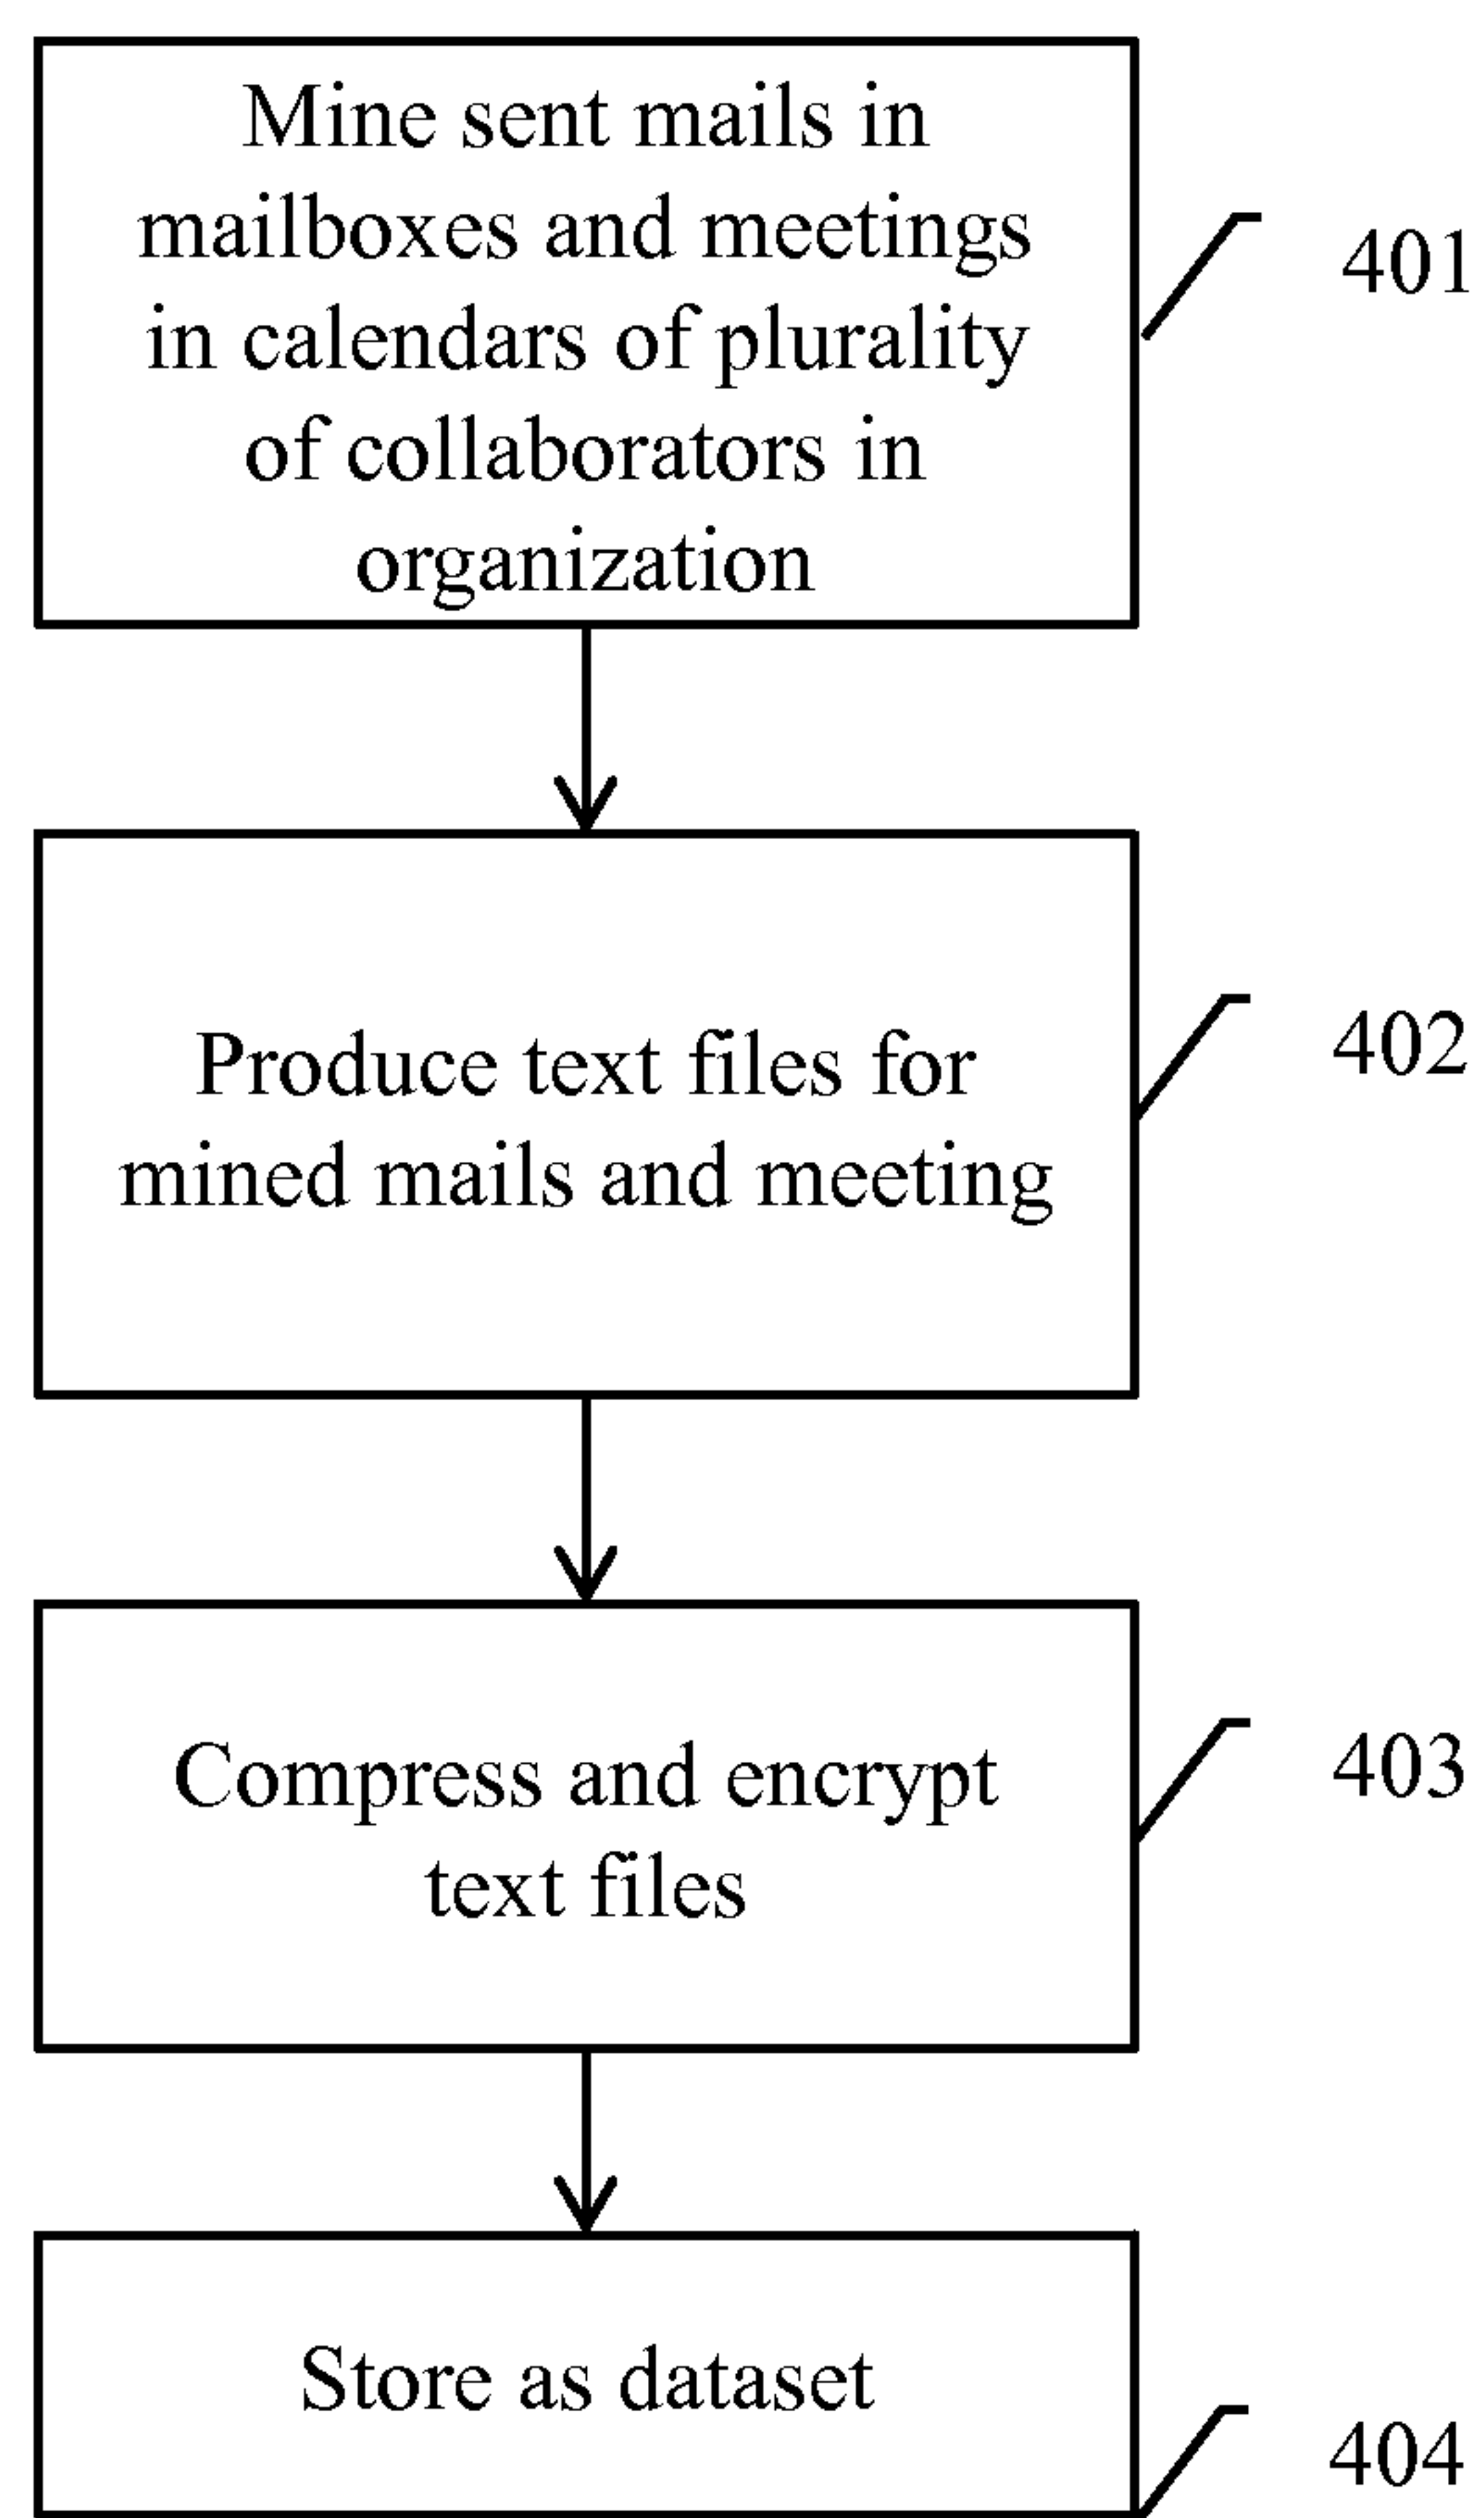 Mine sent mails in
mailboxes and meetings
in calendars of plurality
of collaborators in
organization
401
Produce text files for
mined mails and meeting
402
Compress and encrypt
text files
403
Store as dataset
404